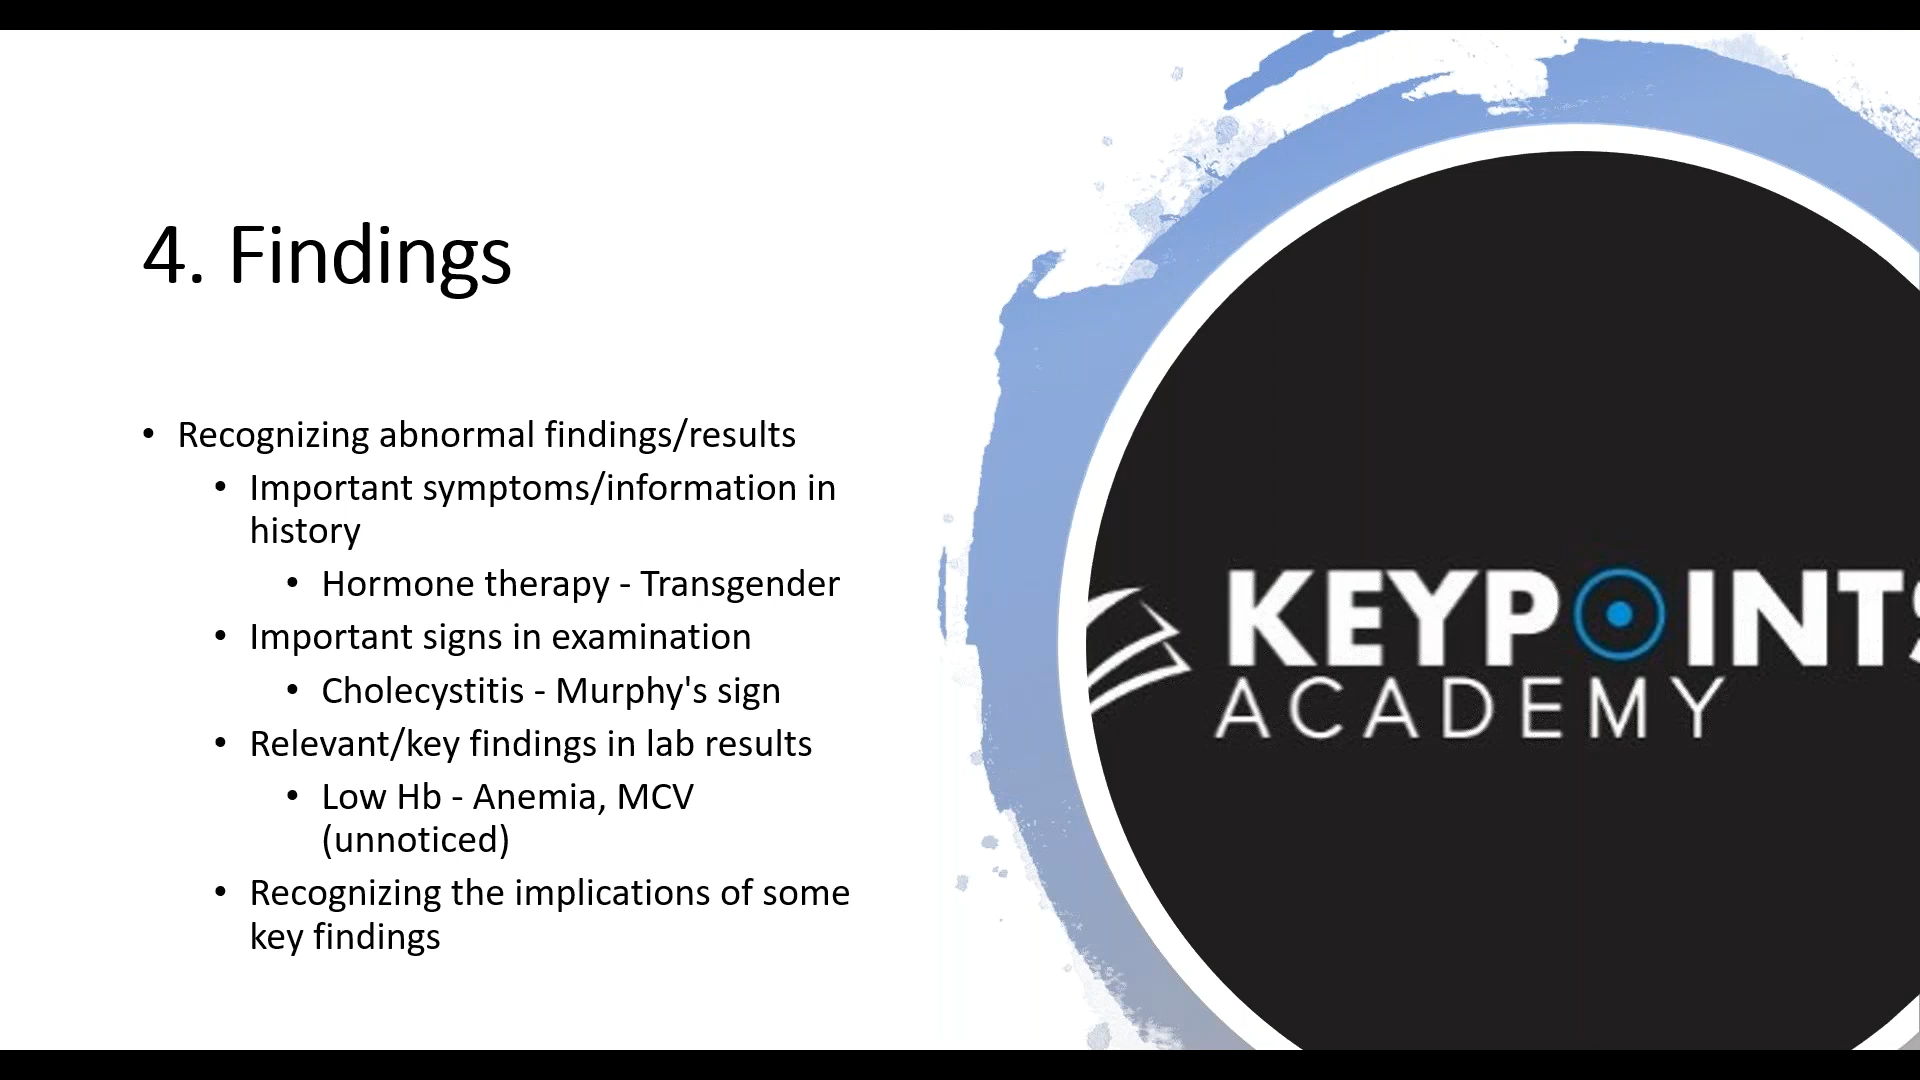 4. Findings
• Recognizing abnormal findings/results
• Important symptoms/information in
history
• Hormone therapy - Transgender
• Important signs in examination
• Cholecystitis - Murphy's sign
• Relevant/key findings in lab results
• Low Hb - Anemia, MCV
(unnoticed)
• Recognizing the implications of some
key findings
KEYPOINTS
ACADEMY